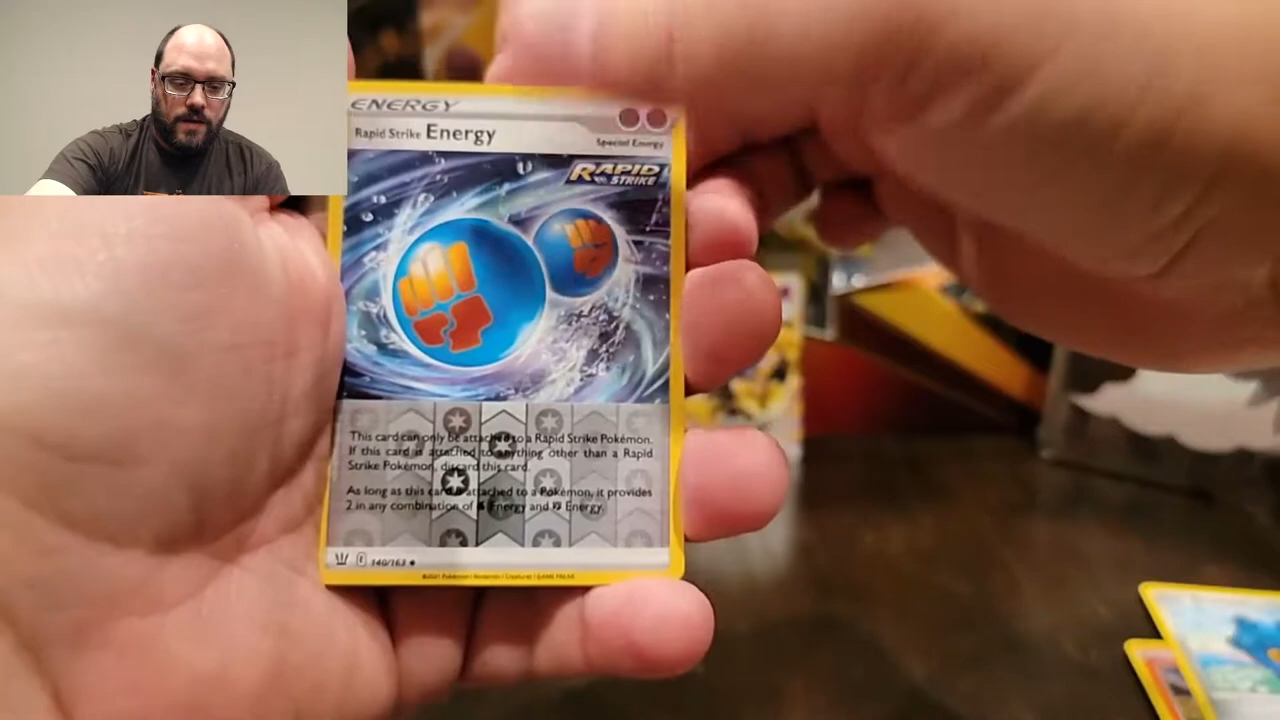 ENERGY
Rapid Strike Energy
Special Energy
RAPID
STRIKE
This card can only be attached to a Rapid Strike Pokémon.
If this card is attached to anything other than a Rapid
Strike Pokémon, discard this card.
As long as this card is attached to a Pokémon, it provides
2 in any combination of Energy and Energy.
E 140/163
©2021 Pokémon / Nintendo / Creatures / GAME FREAK